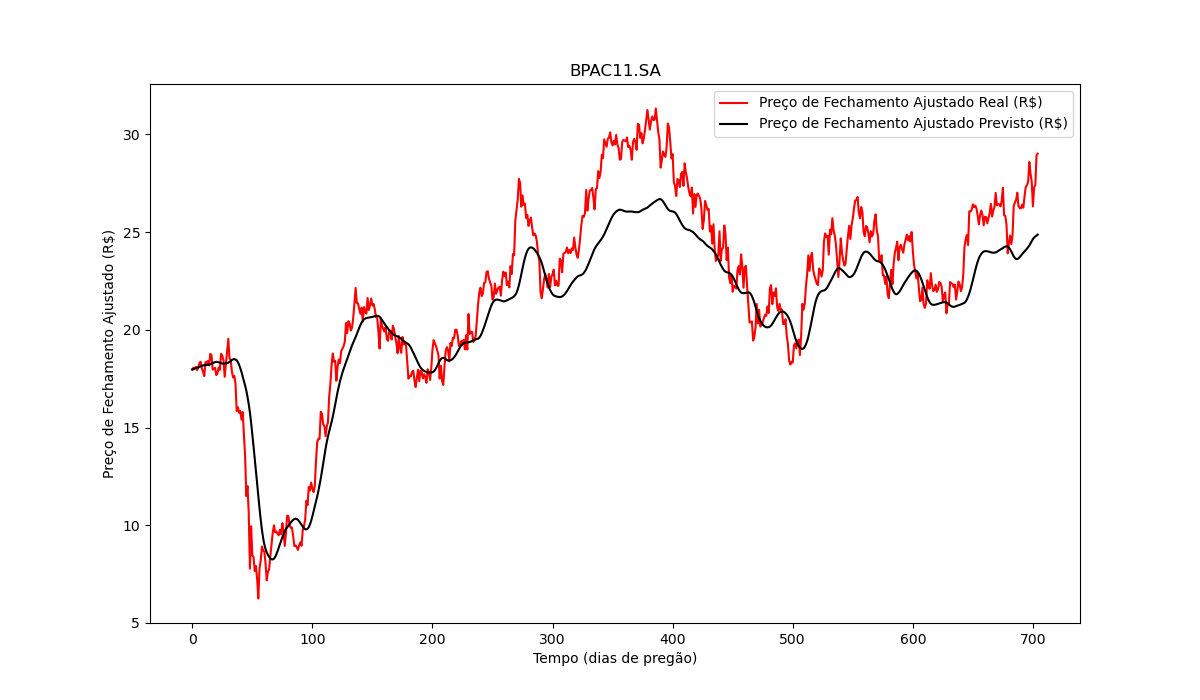 BPAC11.SA
Preço de Fechamento Ajustado Real (R$)
Preço de Fechamento Ajustado Previsto (R$)
Preço de Fechamento Ajustado (R$)
30
25
20
15
10
5
0 100 200 300 400 500 600 700
Tempo (dias de pregão)